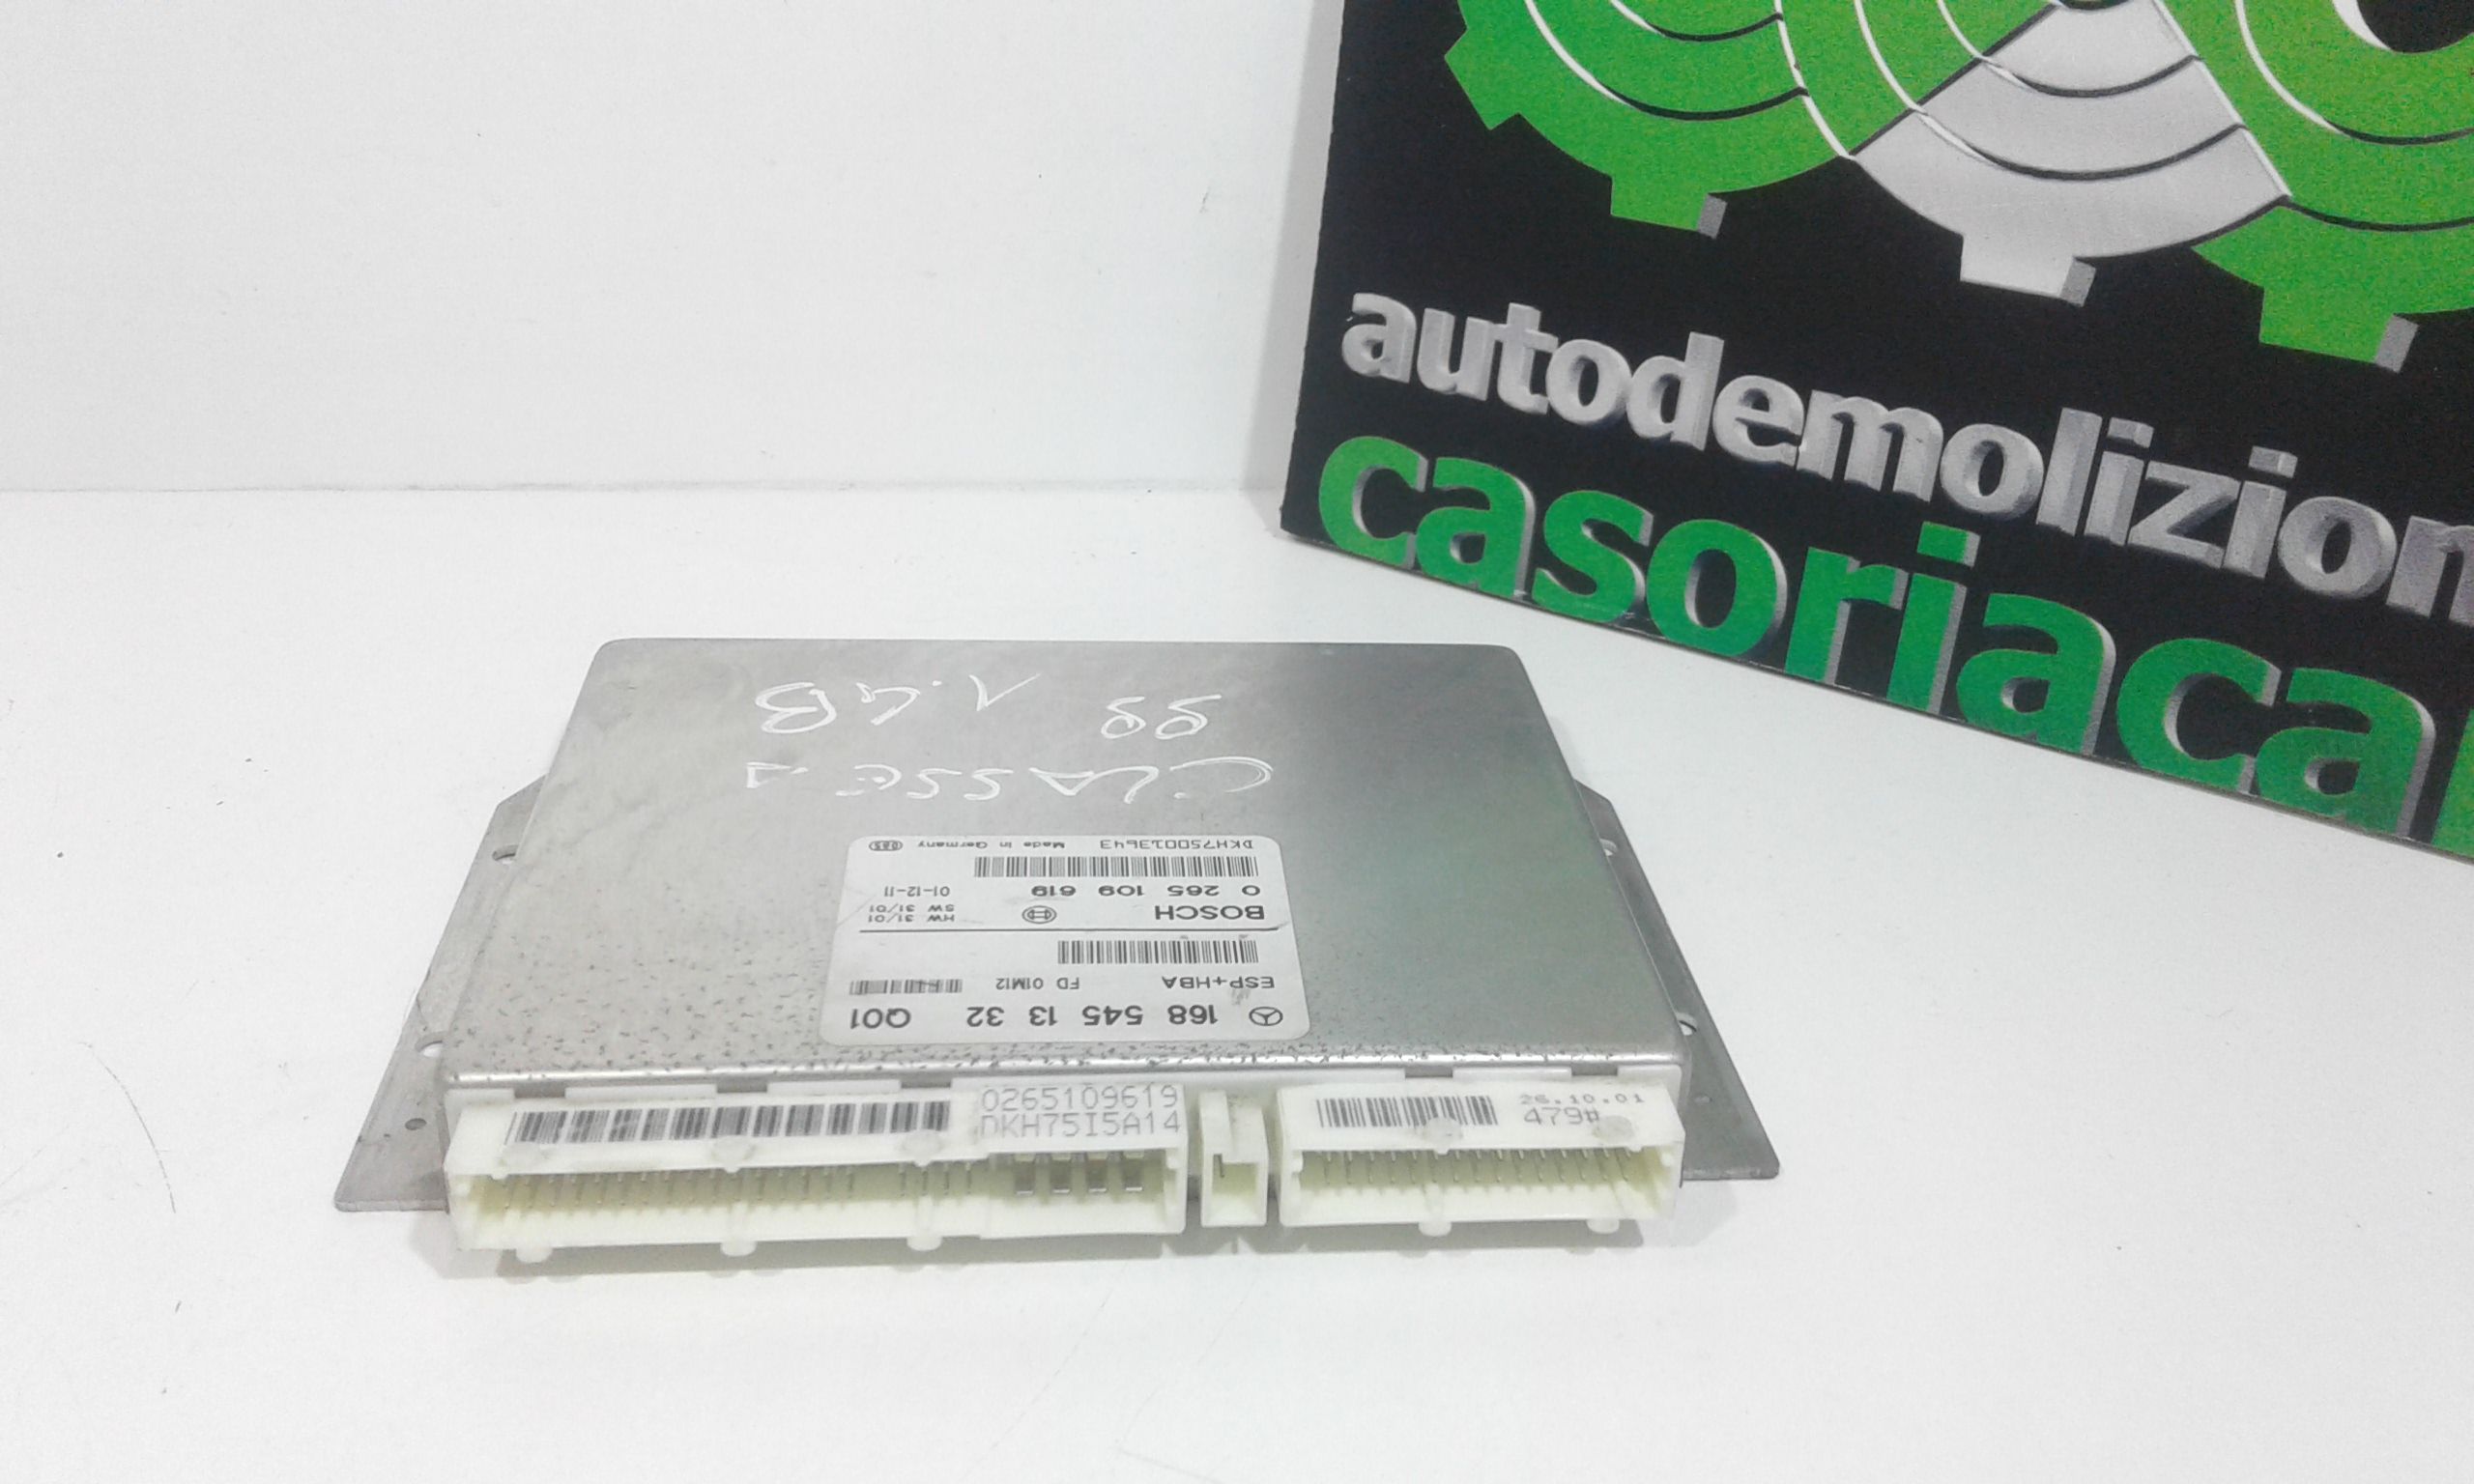 autodemolizion
casoriaca
CLASSE A
99 1.4B
168 545 13 32 Q01
ESP+HBA FD 01M12
BOSCH HW 31/01
SW 31/01
0 265 109 619 01-12-11
DKH750013643 Made in Germany
0265109619
DKH75I5A14
26.10.01
479#